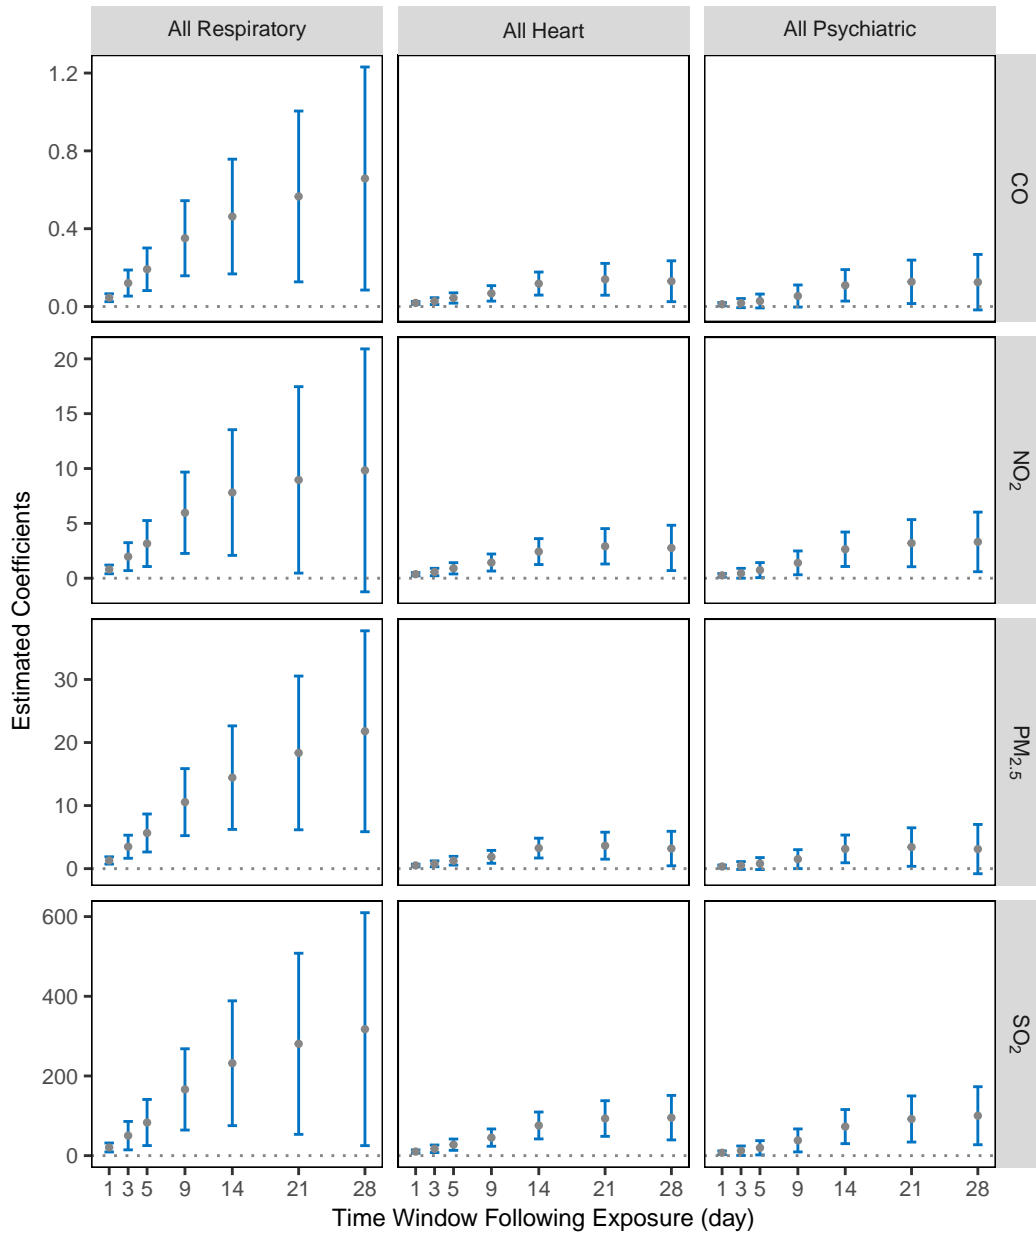 All Respiratory All Heart All Psychiatric
1.2
0.8
0.4
0.0
CO
20
15
10
5
0
NO₂
30
20
10
0
PM₂.₅
600
400
200
0
SO₂
Estimated Coefficients
1 3 5 9 14 21 28 1 3 5 9 14 21 28 1 3 5 9 14 21 28
Time Window Following Exposure (day)